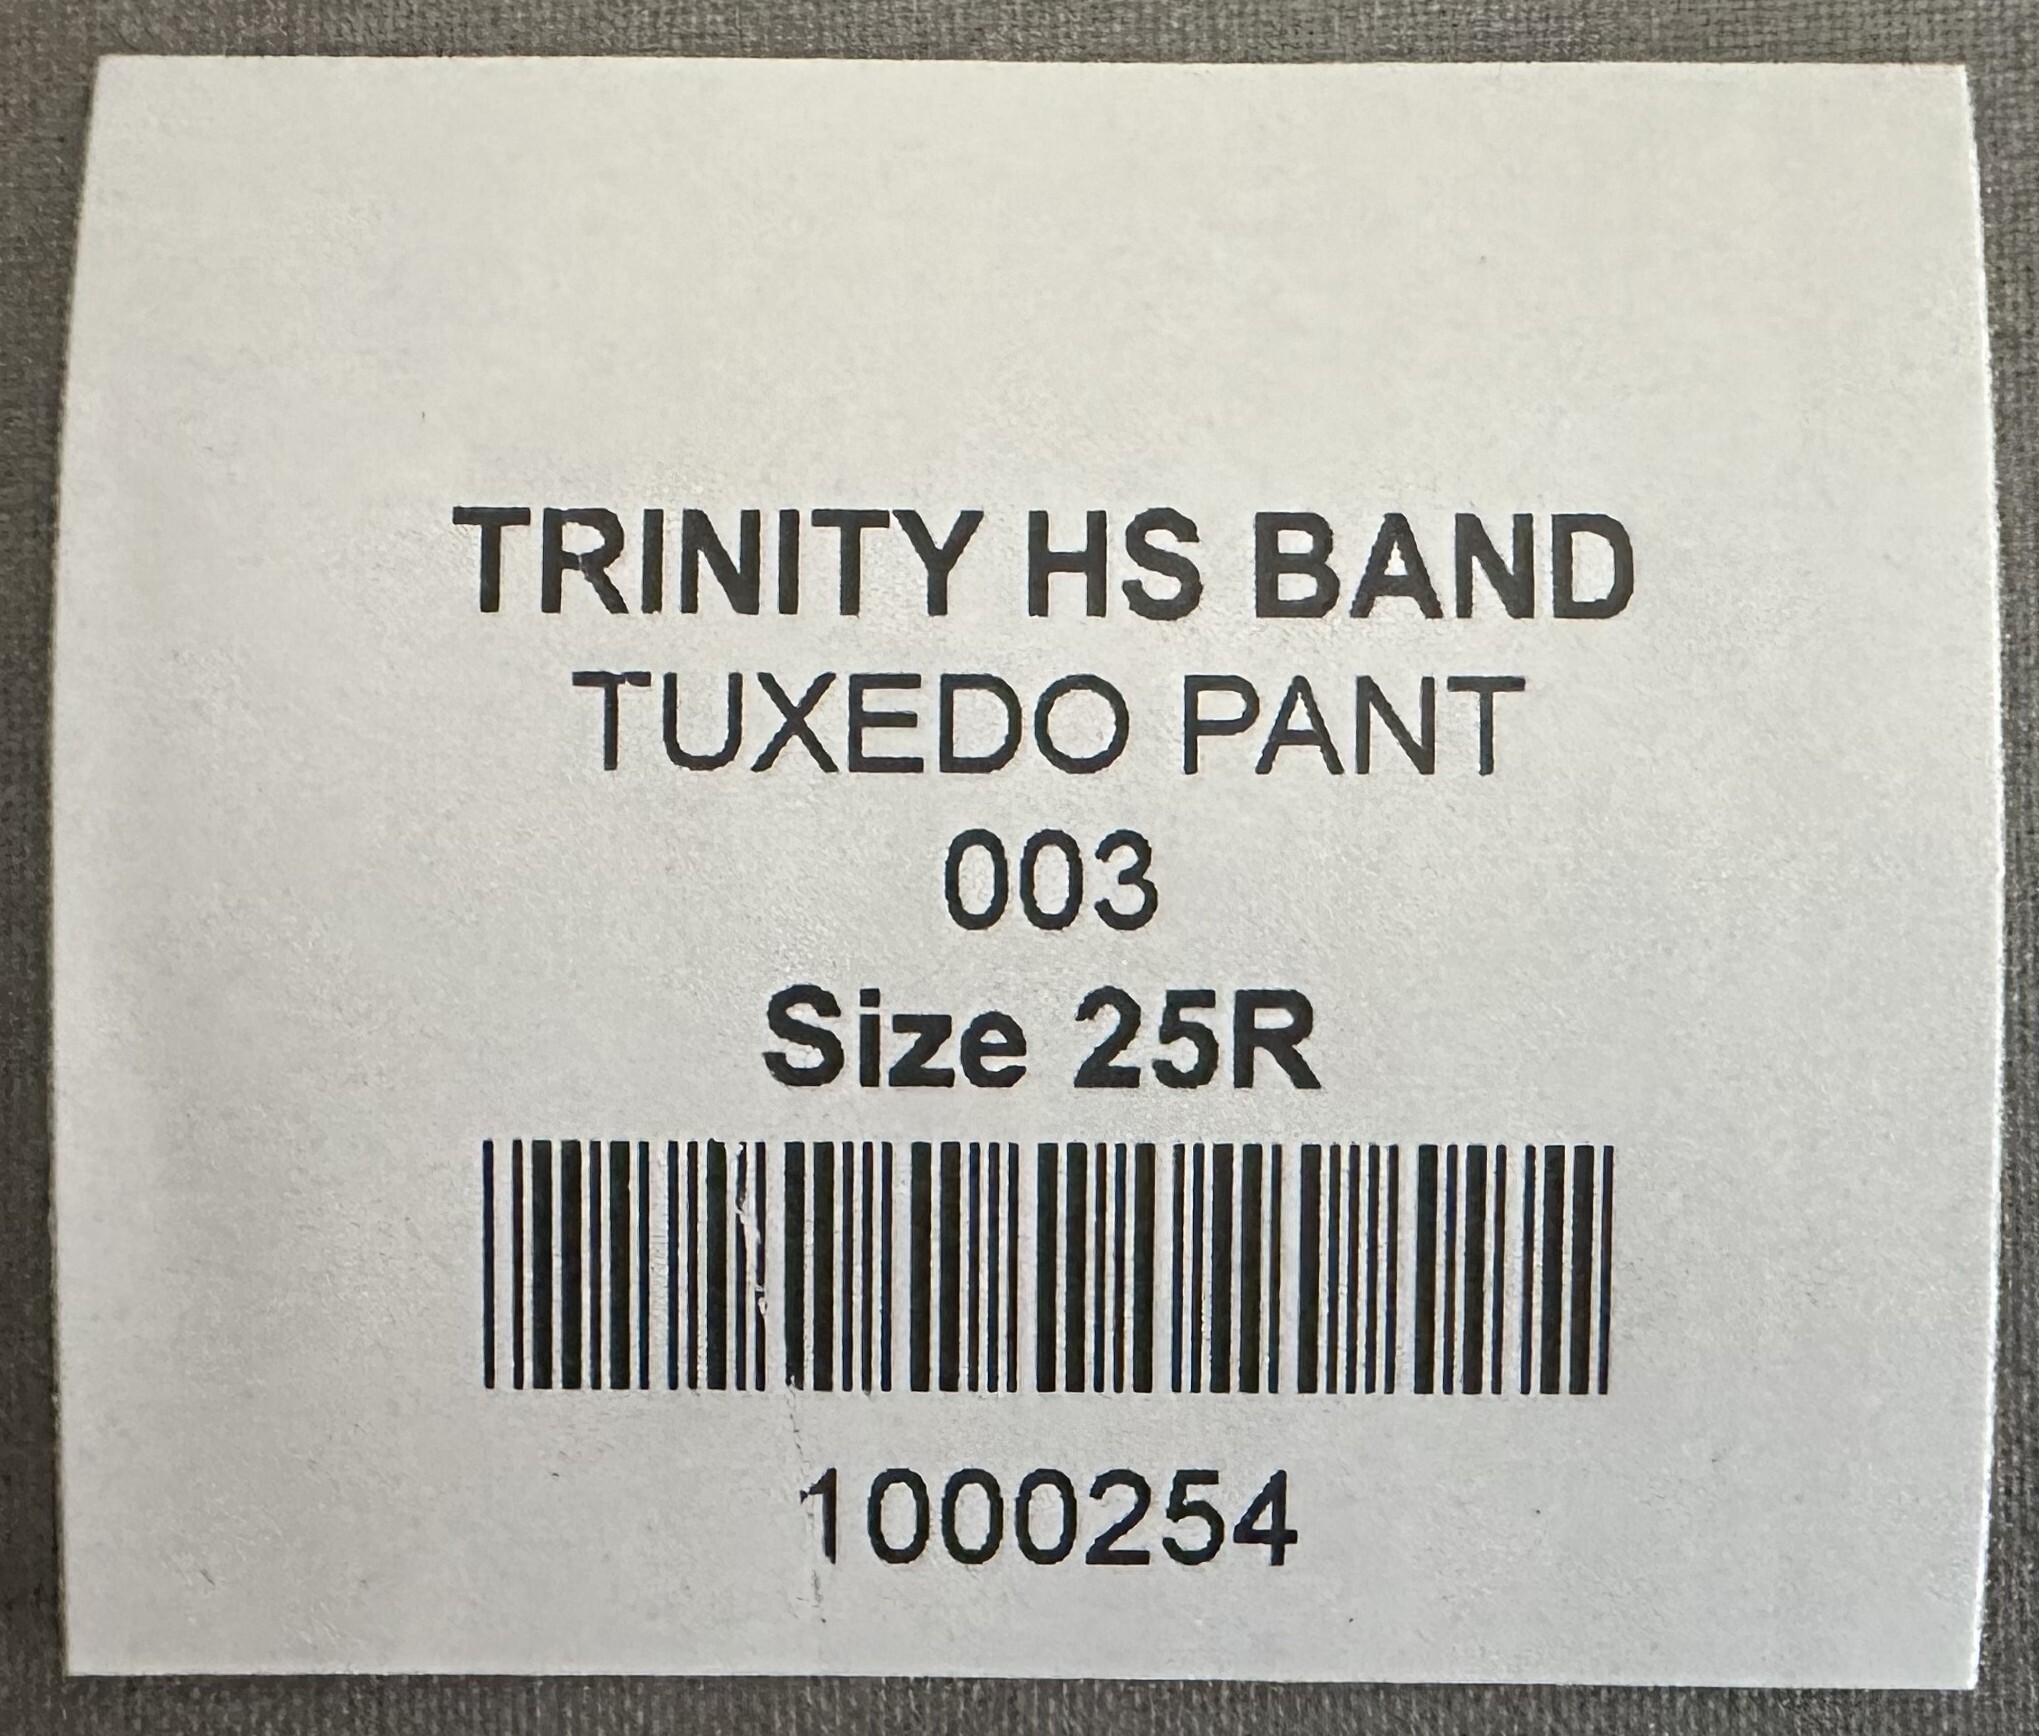 TRINITY HS BAND
TUXEDO PANT
003
Size 25R
1000254